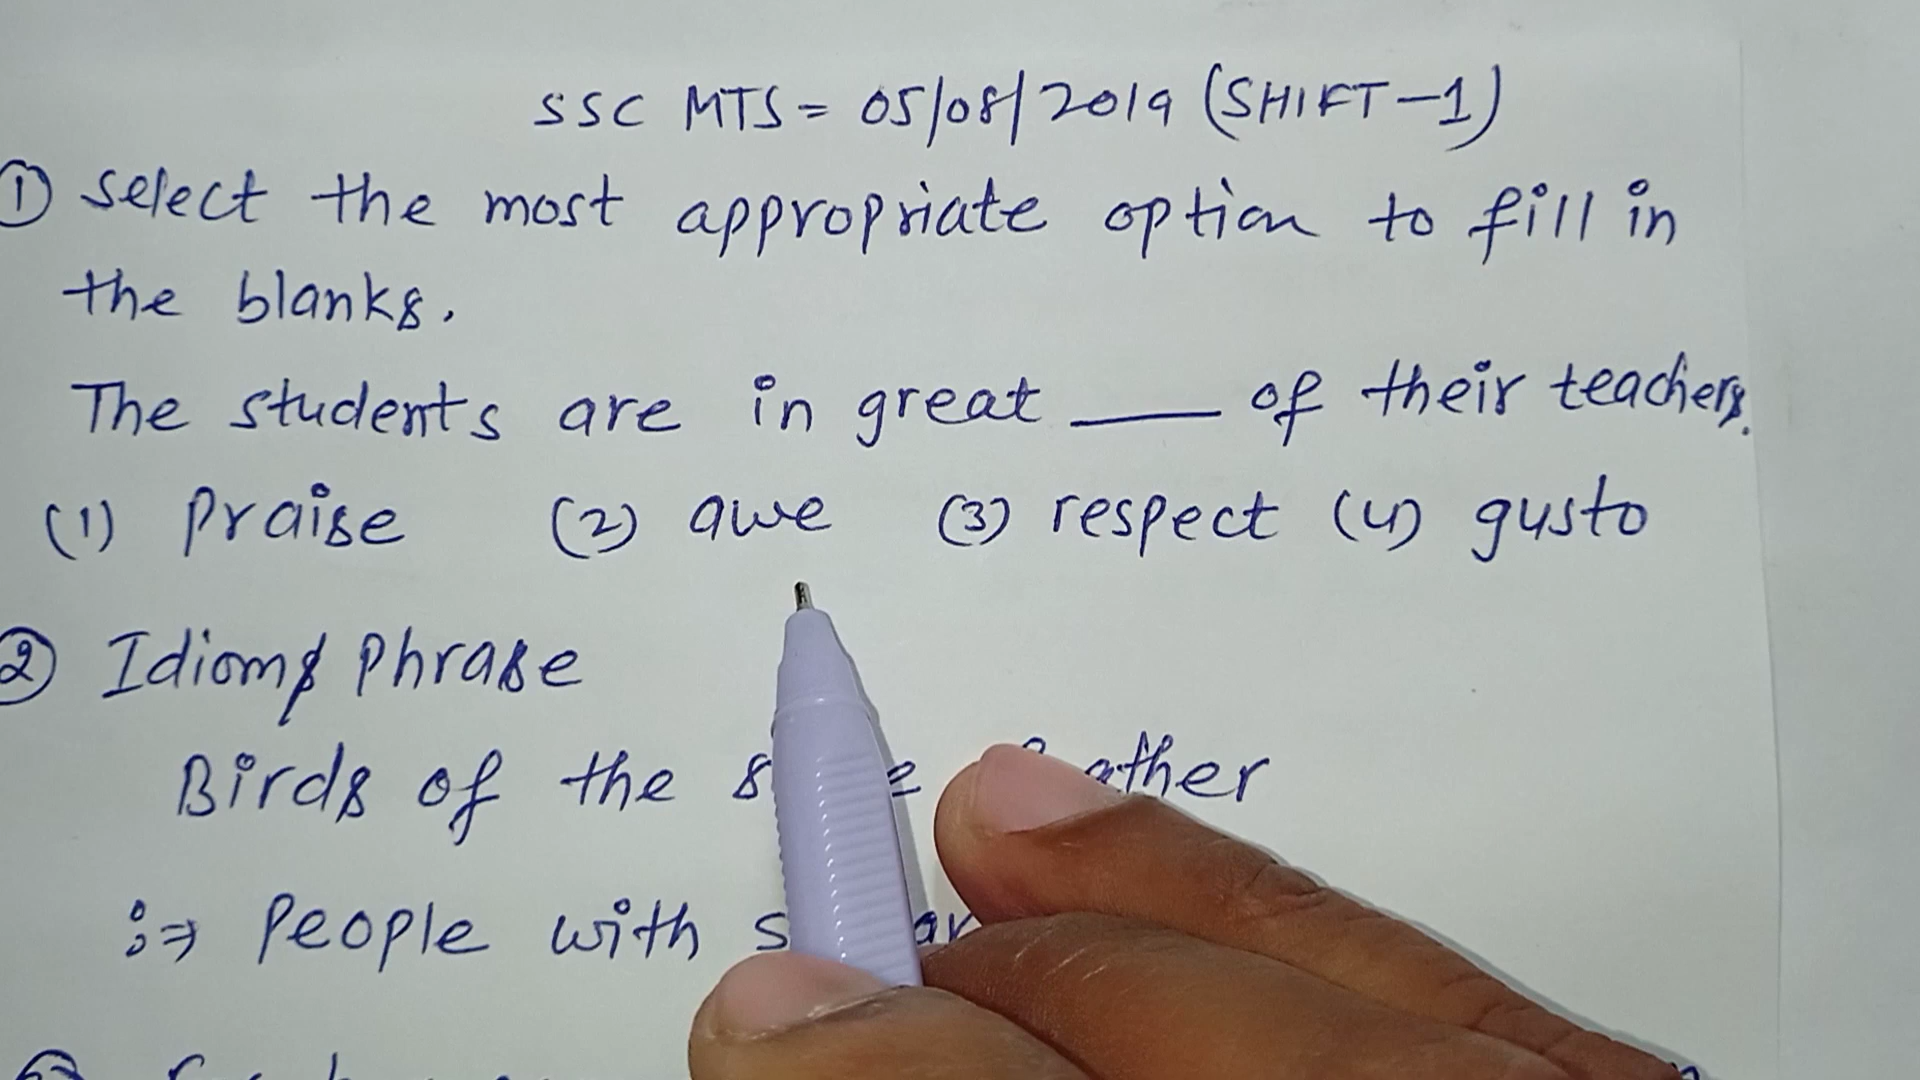 SSC MTS = 05/08/2019 (SHIFT-1)
① select the most appropriate option to fill in
the blanks.
The students are in great ___ of their teachers.
(1) Praise (2) awe (3) respect (4) gusto
② Idiom & Phrase
Birds of the
:⇒ People with